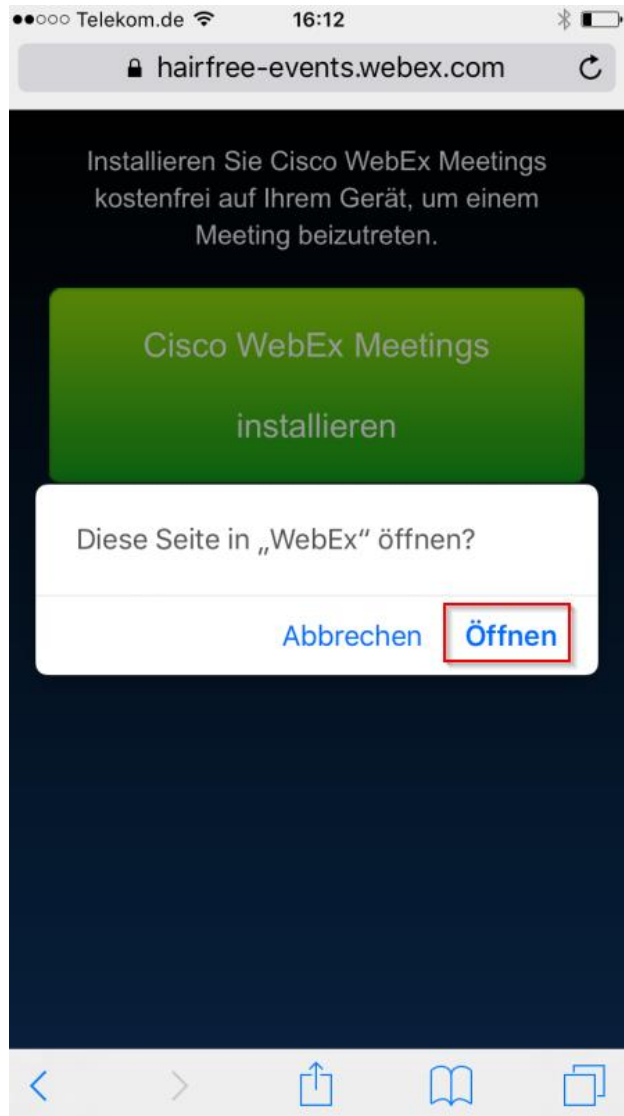 Telekom.de 16:12
hairfree-events.webex.com
Installieren Sie Cisco WebEx Meetings
kostenfrei auf Ihrem Gerät, um einem
Meeting beizutreten.
Cisco WebEx Meetings
installieren
Diese Seite in „WebEx“ öffnen?
Abbrechen Öffnen